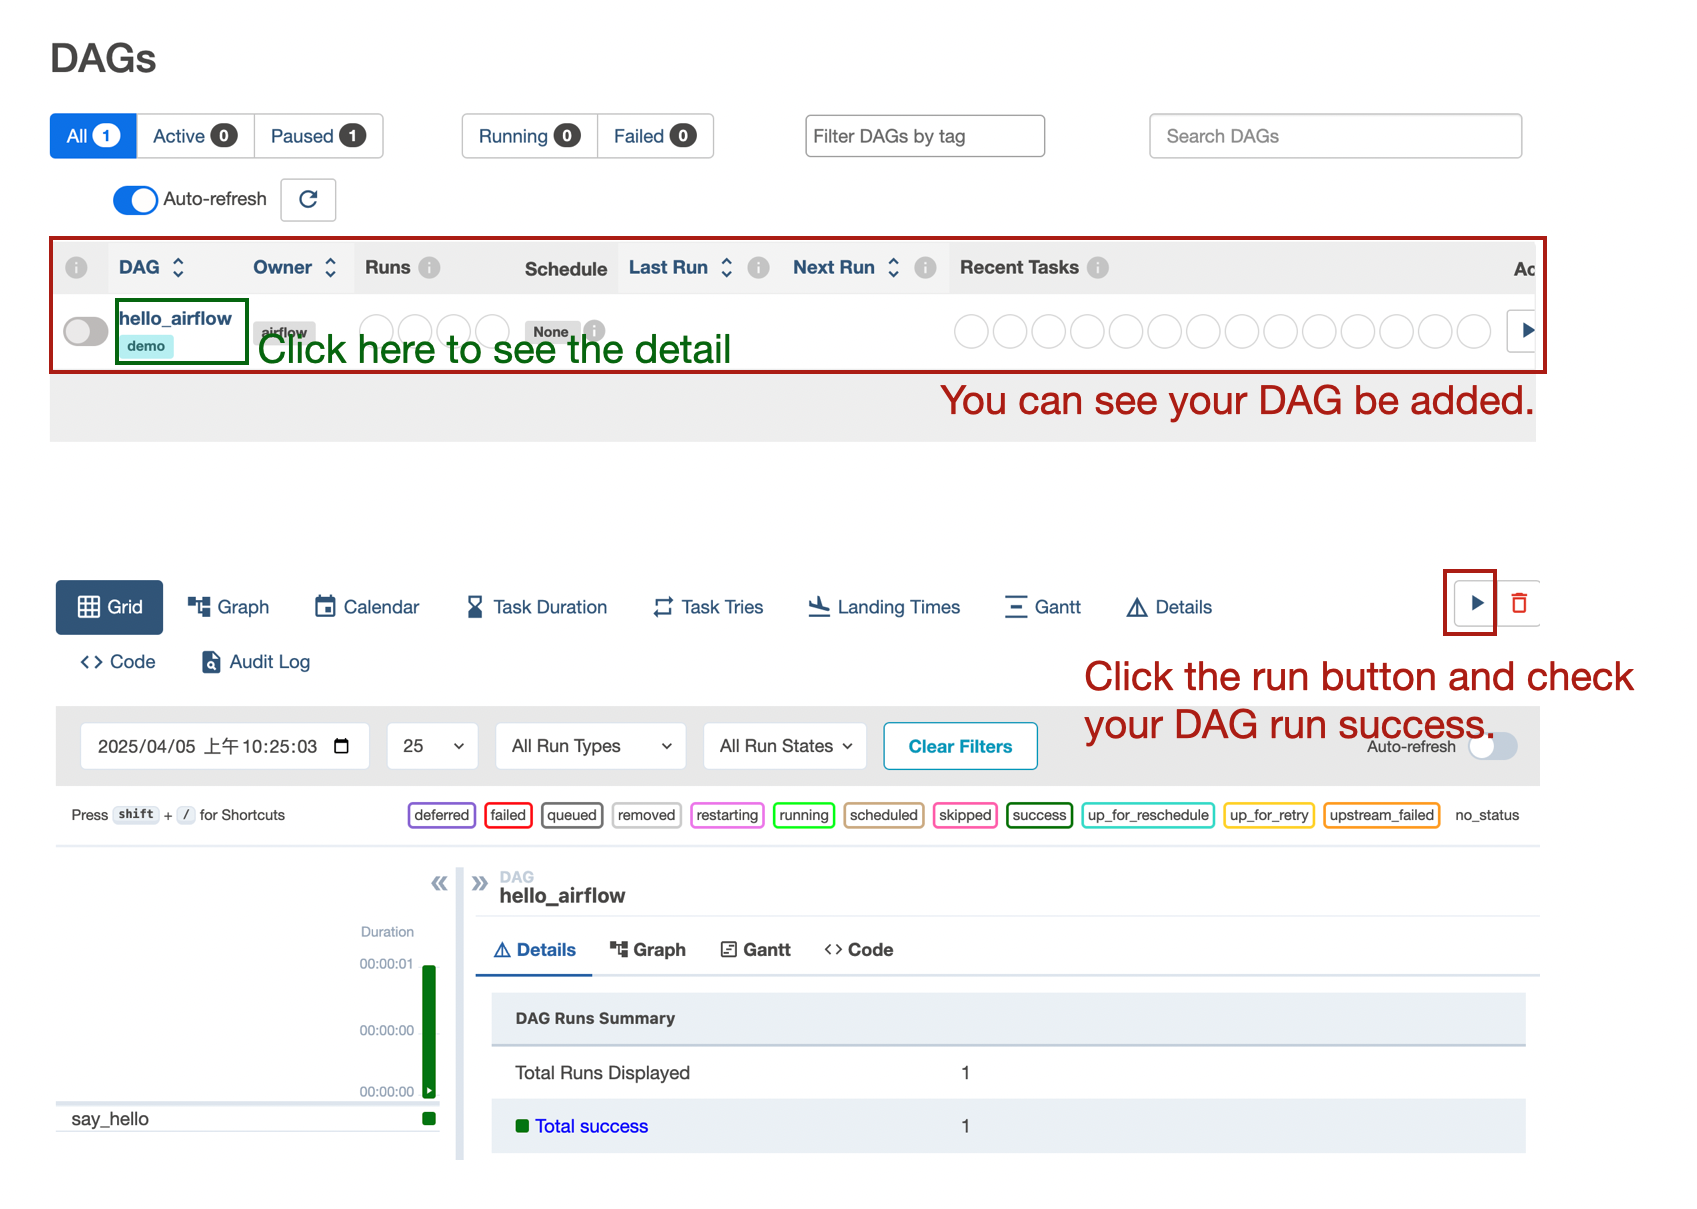 DAGs
All 1 Active 0 Paused 1 Running 0 Failed 0 Filter DAGs by tag Search DAGs
Auto-refresh
DAG Owner Runs Schedule Last Run Next Run Recent Tasks Ac
hello_airflow airflow None
demo
Click here to see the detail
You can see your DAG be added.
Grid Graph Calendar Task Duration Task Tries Landing Times Gantt Details
Code Audit Log
Click the run button and check
your DAG run success.
2025/04/05 上午 10:25:03 25 All Run Types All Run States Clear Filters Auto-refresh
Press shift + / for Shortcuts deferred failed queued removed restarting running scheduled skipped success up_for_reschedule up_for_retry upstream_failed no_status
DAG
hello_airflow
Duration
Details Graph Gantt Code
00:00:01
DAG Runs Summary
00:00:00
Total Runs Displayed 1
00:00:00
say_hello
Total success 1